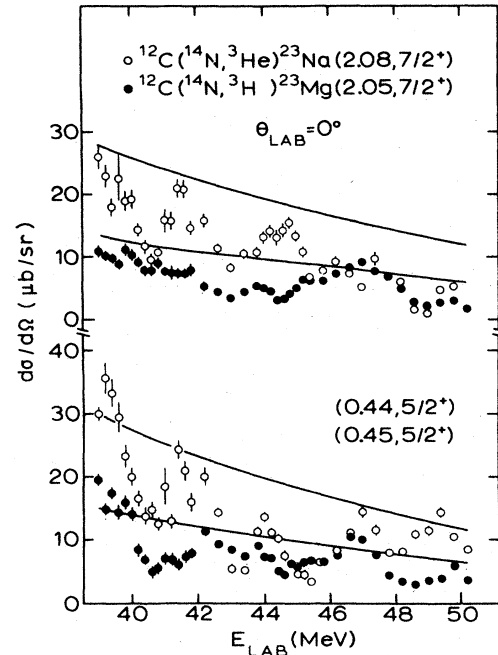 ○ ¹²C(¹⁴N,³He)²³Na(2.08,7/2⁺)
● ¹²C(¹⁴N,³H )²³Mg(2.05,7/2⁺)
θLAB=0°
30
20
10
0
dσ/dΩ (μb/sr)
(0.44,5/2⁺)
(0.45,5/2⁺)
40
30
20
10
0
40 42 44 46 48 50
ELAB(MeV)